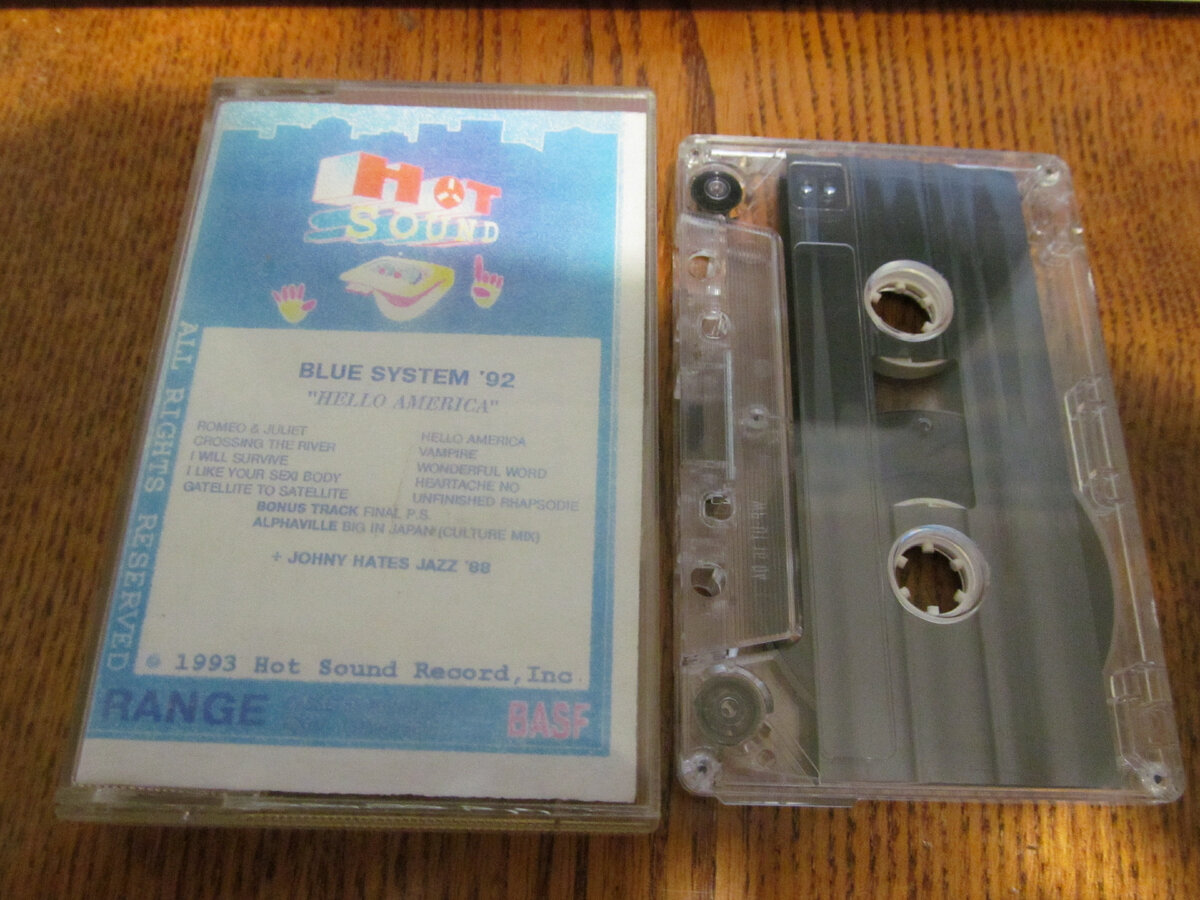 HOT
SOUND
ALL RIGHTS RESERVED
BLUE SYSTEM '92
"HELLO AMERICA"
ROMEO & JULIET
CROSSING THE RIVER
I WILL SURVIVE
I LIKE YOUR SEXI BODY
GATELLITE TO SATELLITE
HELLO AMERICA
VAMPIRE
WONDERFUL WORD
HEARTACHE NO
UNFINISHED RHAPSODIE
BONUS TRACK FINAL P.S.
ALPHAVILLE BIG IN JAPAN (CULTURE MIX)
+ JOHNY HATES JAZZ '88
© 1993 Hot Sound Record, Inc
RANGE
BASF